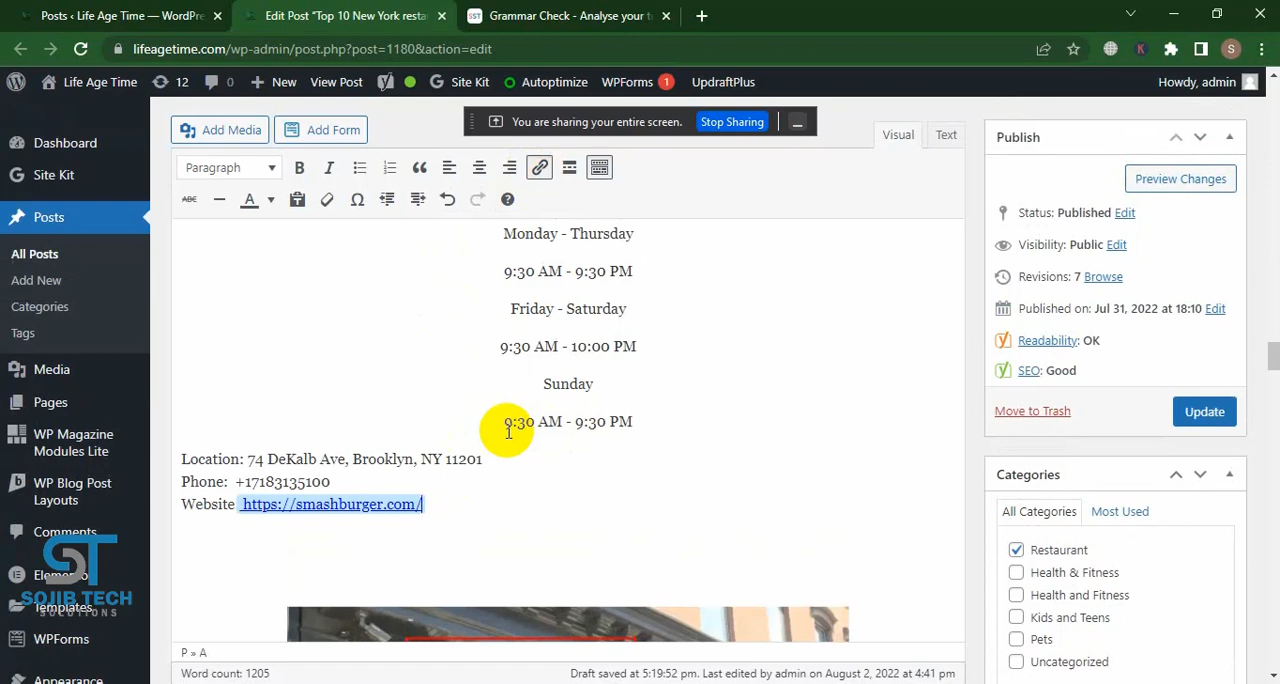 Posts ‹ Life Age Time — WordPre
Edit Post "Top 10 New York resta
Grammar Check - Analyse your t
lifeagetime.com/wp-admin/post.php?post=1180&action=edit
Life Age Time 12 0 New View Post Site Kit Autoptimize WPForms 1 UpdraftPlus Howdy, admin
Dashboard
Site Kit
Posts
All Posts
Add New
Categories
Tags
Media
Pages
WP Magazine
Modules Lite
WP Blog Post
Layouts
Comments
Elemento
Templates
WPForms
Appearance
ST
SOJIB TECH
SOLUTIONS
Add Media Add Form
You are sharing your entire screen. Stop Sharing
Visual Text
Paragraph B I
ABC A
Monday - Thursday
9:30 AM - 9:30 PM
Friday - Saturday
9:30 AM - 10:00 PM
Sunday
9:30 AM - 9:30 PM
Location: 74 DeKalb Ave, Brooklyn, NY 11201
Phone: +17183135100
Website https://smashburger.com/
P » A
Word count: 1205
Draft saved at 5:19:52 pm. Last edited by admin on August 2, 2022 at 4:41 pm
Publish
Preview Changes
Status: Published Edit
Visibility: Public Edit
Revisions: 7 Browse
Published on: Jul 31, 2022 at 18:10 Edit
Readability: OK
SEO: Good
Move to Trash
Update
Categories
All Categories Most Used
Restaurant
Health & Fitness
Health and Fitness
Kids and Teens
Pets
Uncategorized